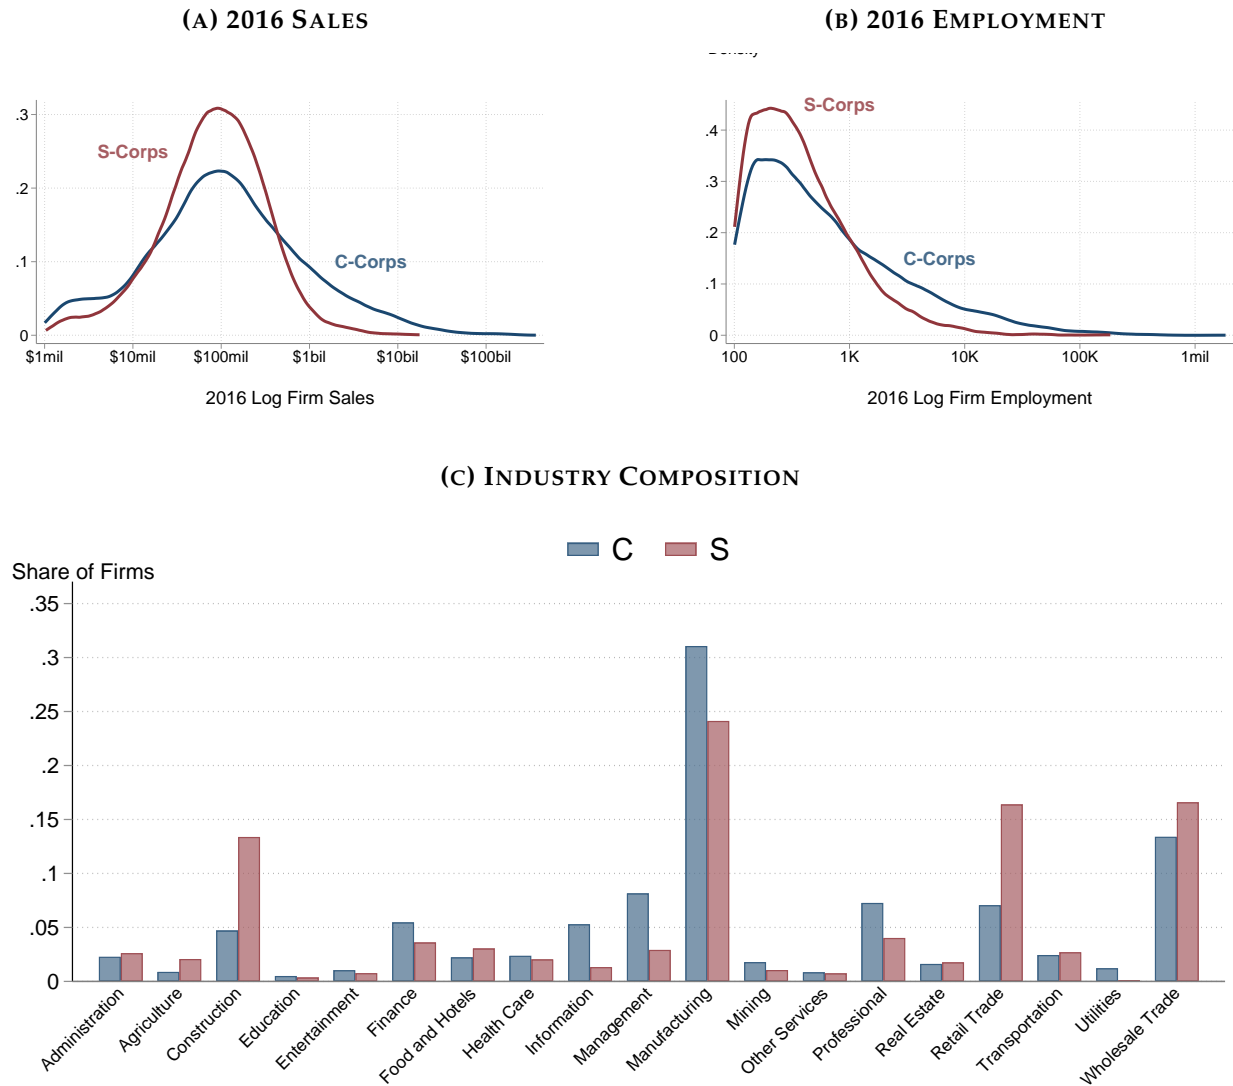 (A) 2016 SALES
S-Corps
C-Corps
.3
.2
.1
0
$1mil
$10mil
$100mil
$1bil
$10bil
$100bil
2016 Log Firm Sales
(B) 2016 EMPLOYMENT
S-Corps
C-Corps
.4
.3
.2
.1
0
100
1K
10K
100K
1mil
2016 Log Firm Employment
(C) INDUSTRY COMPOSITION
C
S
Share of Firms
.35
.3
.25
.2
.15
.1
.05
0
Administration
Agriculture
Construction
Education
Entertainment
Finance
Food and Hotels
Health Care
Information
Management
Manufacturing
Mining
Other Services
Professional
Real Estate
Retail Trade
Transportation
Utilities
Wholesale Trade